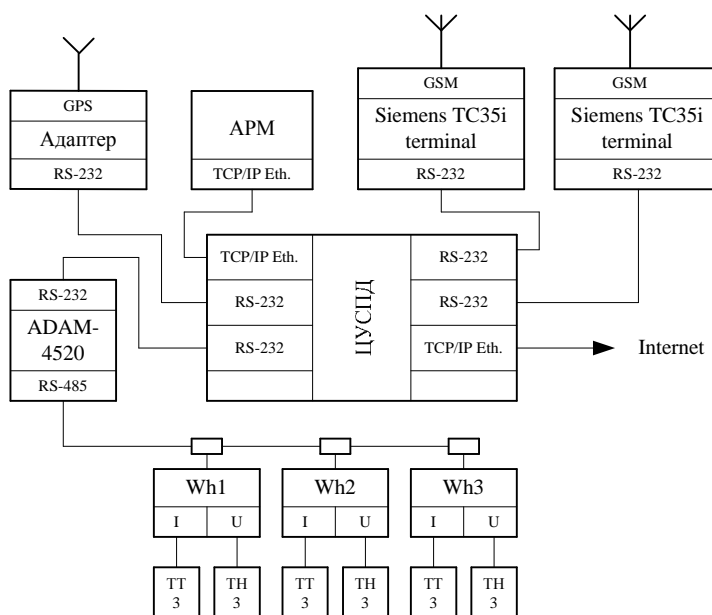 GPS
Адаптер
RS-232
АРМ
TCP/IP Eth.
GSM
Siemens TC35i
terminal
RS-232
GSM
Siemens TC35i
terminal
RS-232
TCP/IP Eth.
RS-232
RS-232
ЦУСПД
RS-232
RS-232
TCP/IP Eth.
Internet
RS-232
ADAM-
4520
RS-485
Wh1
I
U
Wh2
I
U
Wh3
I
U
ТТ
3
ТН
3
ТТ
3
ТН
3
ТТ
3
ТН
3